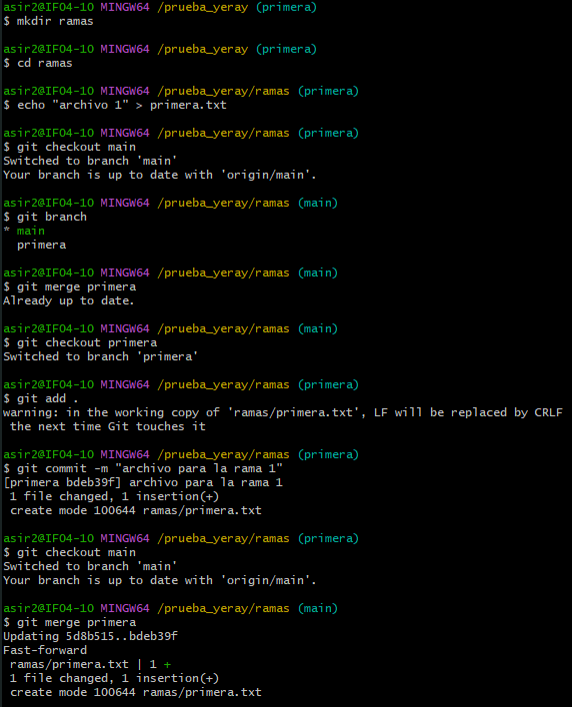 asir2@IF04-10 MINGW64 /prueba_yeray (primera)
$ mkdir ramas
asir2@IF04-10 MINGW64 /prueba_yeray (primera)
$ cd ramas
asir2@IF04-10 MINGW64 /prueba_yeray/ramas (primera)
$ echo "archivo 1" > primera.txt
asir2@IF04-10 MINGW64 /prueba_yeray/ramas (primera)
$ git checkout main
Switched to branch 'main'
Your branch is up to date with 'origin/main'.
asir2@IF04-10 MINGW64 /prueba_yeray/ramas (main)
$ git branch
* main
  primera
asir2@IF04-10 MINGW64 /prueba_yeray/ramas (main)
$ git merge primera
Already up to date.
asir2@IF04-10 MINGW64 /prueba_yeray/ramas (main)
$ git checkout primera
Switched to branch 'primera'
asir2@IF04-10 MINGW64 /prueba_yeray/ramas (primera)
$ git add .
warning: in the working copy of 'ramas/primera.txt', LF will be replaced by CRLF
 the next time Git touches it
asir2@IF04-10 MINGW64 /prueba_yeray/ramas (primera)
$ git commit -m "archivo para la rama 1"
[primera bdeb39f] archivo para la rama 1
 1 file changed, 1 insertion(+)
 create mode 100644 ramas/primera.txt
asir2@IF04-10 MINGW64 /prueba_yeray/ramas (primera)
$ git checkout main
Switched to branch 'main'
Your branch is up to date with 'origin/main'.
asir2@IF04-10 MINGW64 /prueba_yeray/ramas (main)
$ git merge primera
Updating 5d8b515..bdeb39f
Fast-forward
 ramas/primera.txt | 1 +
 1 file changed, 1 insertion(+)
 create mode 100644 ramas/primera.txt